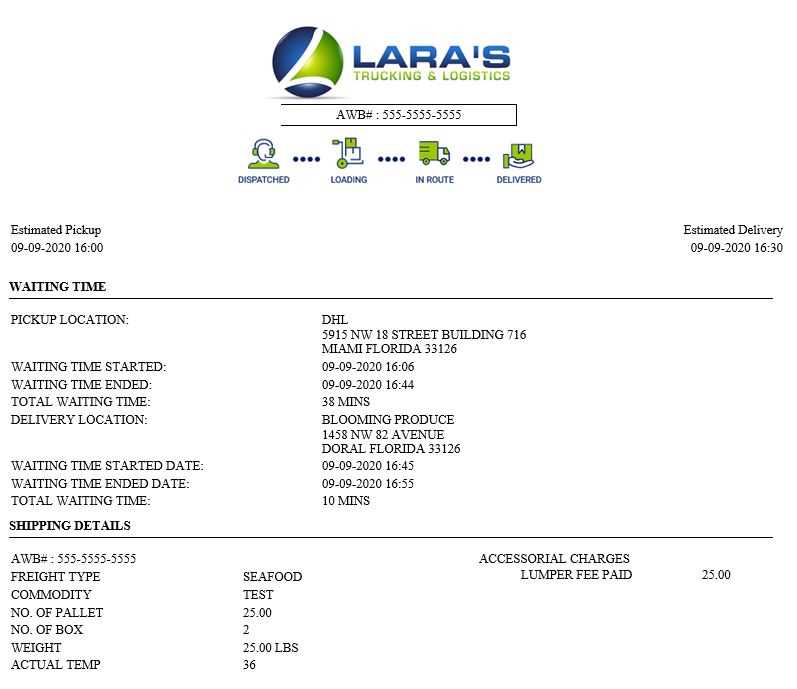 LARA'S
TRUCKING & LOGISTICS
AWB# : 555-5555-5555
DISPATCHED LOADING IN ROUTE DELIVERED
Estimated Pickup Estimated Delivery
09-09-2020 16:00 09-09-2020 16:30
WAITING TIME
PICKUP LOCATION: DHL
5915 NW 18 STREET BUILDING 716
MIAMI FLORIDA 33126
WAITING TIME STARTED: 09-09-2020 16:06
WAITING TIME ENDED: 09-09-2020 16:44
TOTAL WAITING TIME: 38 MINS
DELIVERY LOCATION: BLOOMING PRODUCE
1458 NW 82 AVENUE
DORAL FLORIDA 33126
WAITING TIME STARTED DATE: 09-09-2020 16:45
WAITING TIME ENDED DATE: 09-09-2020 16:55
TOTAL WAITING TIME: 10 MINS
SHIPPING DETAILS
AWB# : 555-5555-5555 ACCESSORIAL CHARGES
FREIGHT TYPE SEAFOOD LUMPER FEE PAID 25.00
COMMODITY TEST
NO. OF PALLET 25.00
NO. OF BOX 2
WEIGHT 25.00 LBS
ACTUAL TEMP 36